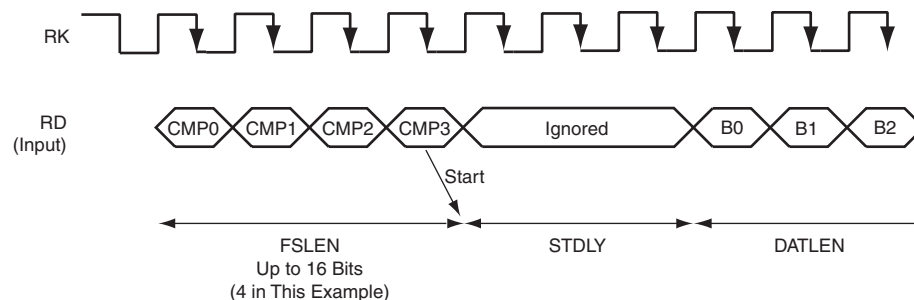 RK
RD
(Input)
CMP0 CMP1 CMP2 CMP3 Ignored B0 B1 B2
Start
FSLEN STDLY DATLEN
Up to 16 Bits
(4 in This Example)